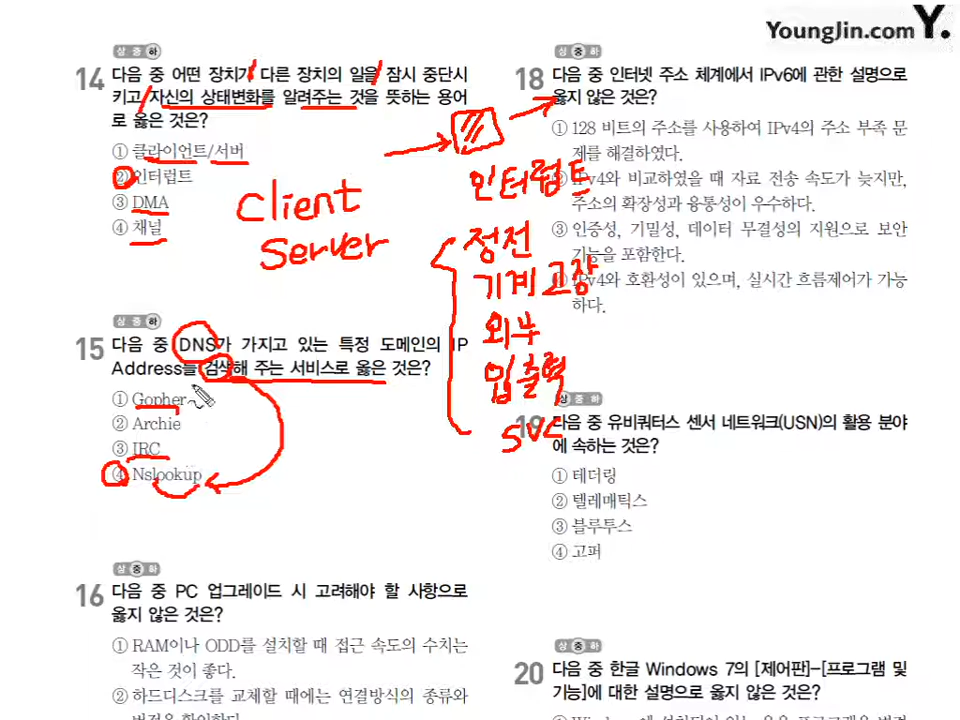 YoungJin.com Y.
상 중 하
14 다음 중 어떤 장치가 다른 장치의 일을 잠시 중단시
키고 자신의 상태변화를 알려주는 것을 뜻하는 용어
로 옳은 것은?
① 클라이언트/서버
② 인터럽트
③ DMA
④ 채널
Client
Server
상 중 하
15 다음 중 DNS가 가지고 있는 특정 도메인의 IP
Address를 검색해 주는 서비스로 옳은 것은?
① Gopher
② Archie
③ IRC
④ Nslookup
상 중 하
16 다음 중 PC 업그레이드 시 고려해야 할 사항으로
옳지 않은 것은?
① RAM이나 ODD를 설치할 때 접근 속도의 수치는
작은 것이 좋다.
② 하드디스크를 교체할 때에는 연결방식의 종류와
버전을 확인한다.
인터럽트
정전
기계 고장
외부
입출력
SVC
상 중 하
18 다음 중 인터넷 주소 체계에서 IPv6에 관한 설명으로
옳지 않은 것은?
① 128 비트의 주소를 사용하여 IPv4의 주소 부족 문
제를 해결하였다.
② IPv4와 비교하였을 때 자료 전송 속도가 늦지만,
주소의 확장성과 융통성이 우수하다.
③ 인증성, 기밀성, 데이터 무결성의 지원으로 보안
기능을 포함한다.
④ IPv4와 호환성이 있으며, 실시간 흐름제어가 가능
하다.
상 중 하
19 다음 중 유비쿼터스 센서 네트워크(USN)의 활용 분야
에 속하는 것은?
① 테더링
② 텔레매틱스
③ 블루투스
④ 고퍼
상 중 하
20 다음 중 한글 Windows 7의 [제어판]-[프로그램 및
기능]에 대한 설명으로 옳지 않은 것은?